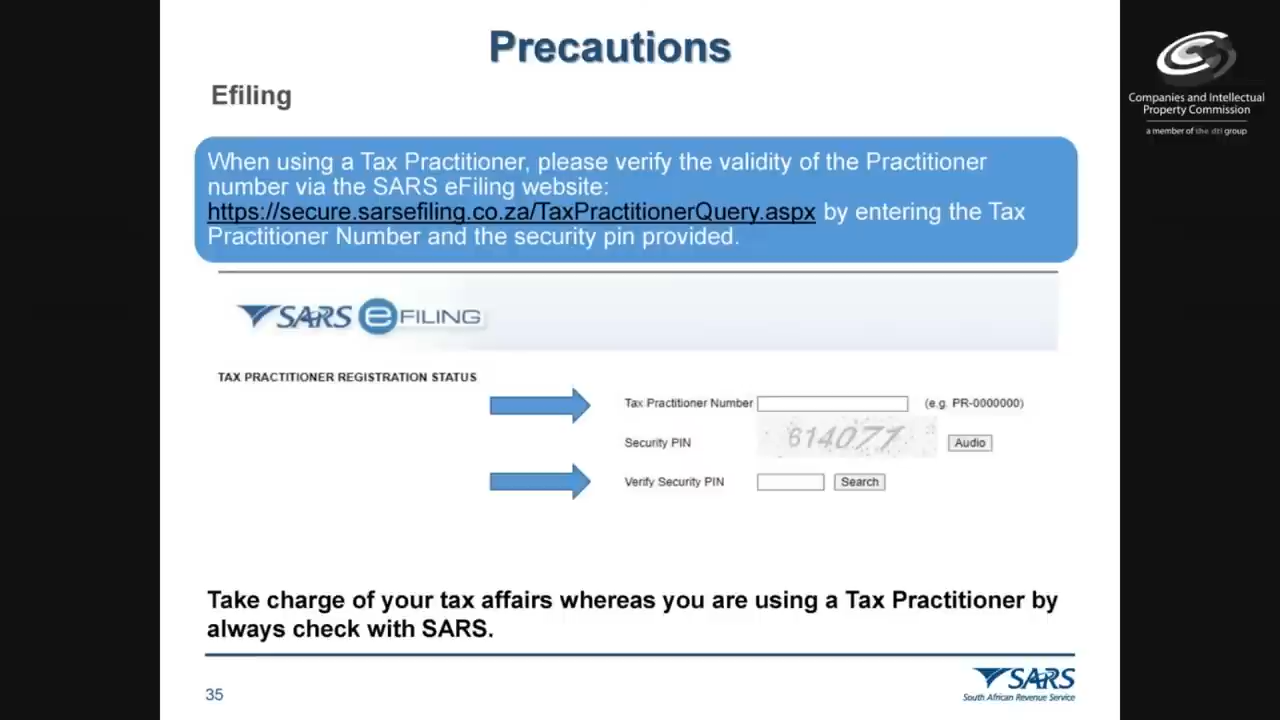 Precautions
Efiling
When using a Tax Practitioner, please verify the validity of the Practitioner
number via the SARS eFiling website:
https://secure.sarsefiling.co.za/TaxPractitionerQuery.aspx by entering the Tax
Practitioner Number and the security pin provided.
SARS eFILING
TAX PRACTITIONER REGISTRATION STATUS
Tax Practitioner Number (e.g. PR-0000000)
Security PIN 614077 Audio
Verify Security PIN Search
Take charge of your tax affairs whereas you are using a Tax Practitioner by
always check with SARS.
35
SARS
South African Revenue Service
Companies and Intellectual
Property Commission
a member of the dti group